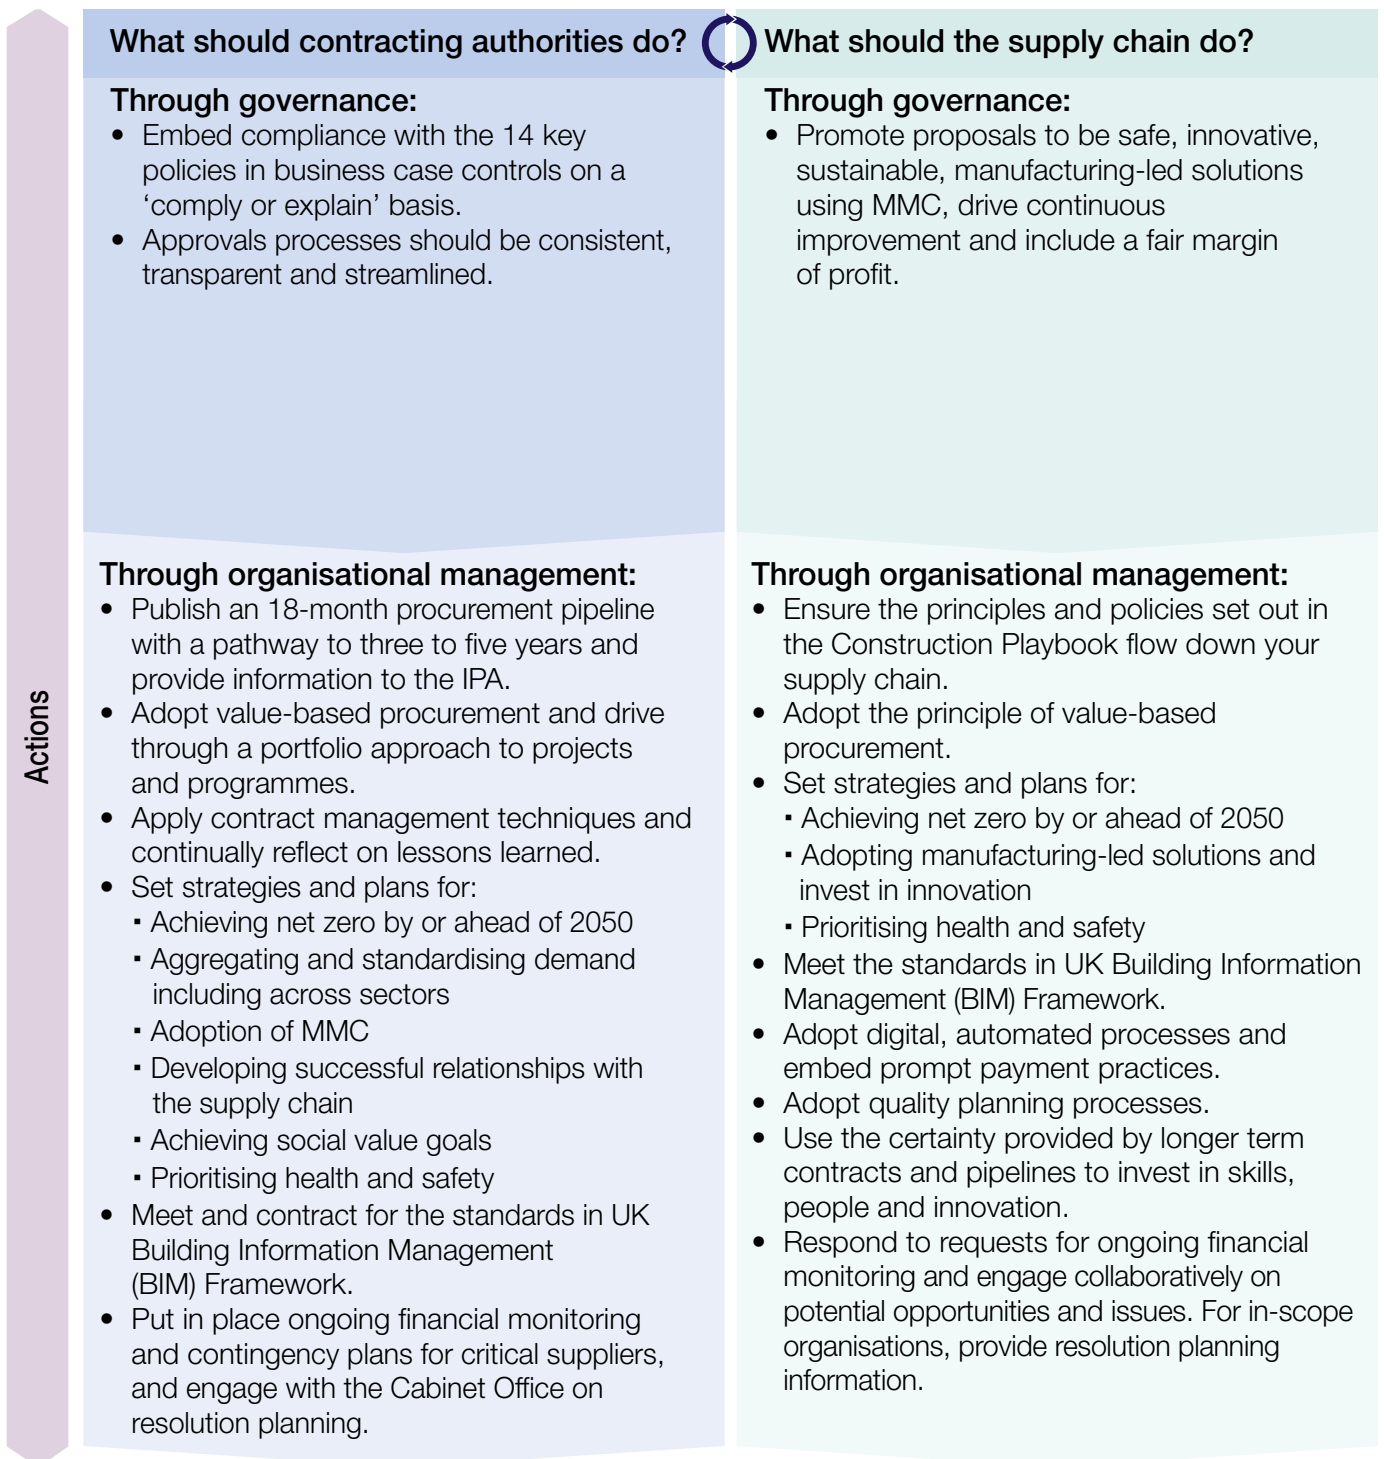 Actions
What should contracting authorities do?
Through governance:
• Embed compliance with the 14 key
policies in business case controls on a
‘comply or explain’ basis.
• Approvals processes should be consistent,
transparent and streamlined.
Through organisational management:
• Publish an 18-month procurement pipeline
with a pathway to three to five years and
provide information to the IPA.
• Adopt value-based procurement and drive
through a portfolio approach to projects
and programmes.
• Apply contract management techniques and
continually reflect on lessons learned.
• Set strategies and plans for:
▪ Achieving net zero by or ahead of 2050
▪ Aggregating and standardising demand
including across sectors
▪ Adoption of MMC
▪ Developing successful relationships with
the supply chain
▪ Achieving social value goals
▪ Prioritising health and safety
• Meet and contract for the standards in UK
Building Information Management
(BIM) Framework.
• Put in place ongoing financial monitoring
and contingency plans for critical suppliers,
and engage with the Cabinet Office on
resolution planning.
What should the supply chain do?
Through governance:
• Promote proposals to be safe, innovative,
sustainable, manufacturing-led solutions
using MMC, drive continuous
improvement and include a fair margin
of profit.
Through organisational management:
• Ensure the principles and policies set out in
the Construction Playbook flow down your
supply chain.
• Adopt the principle of value-based
procurement.
• Set strategies and plans for:
▪ Achieving net zero by or ahead of 2050
▪ Adopting manufacturing-led solutions and
invest in innovation
▪ Prioritising health and safety
• Meet the standards in UK Building Information
Management (BIM) Framework.
• Adopt digital, automated processes and
embed prompt payment practices.
• Adopt quality planning processes.
• Use the certainty provided by longer term
contracts and pipelines to invest in skills,
people and innovation.
• Respond to requests for ongoing financial
monitoring and engage collaboratively on
potential opportunities and issues. For in-scope
organisations, provide resolution planning
information.